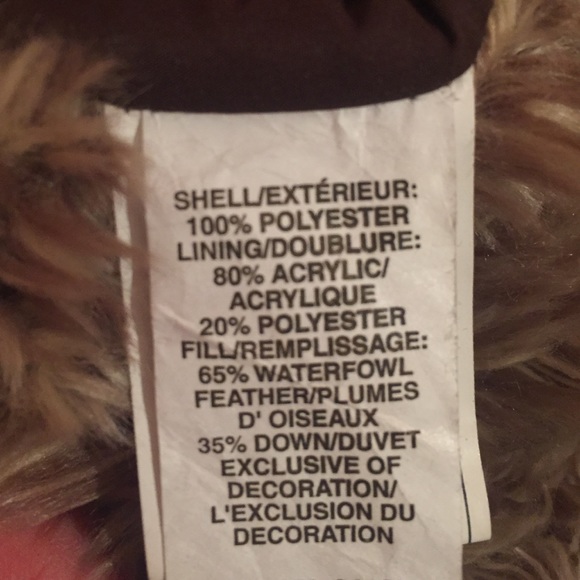 SHELL/EXTÉRIEUR:
100% POLYESTER
LINING/DOUBLURE:
80% ACRYLIC/
ACRYLIQUE
20% POLYESTER
FILL/REMPLISSAGE:
65% WATERFOWL
FEATHER/PLUMES
D' OISEAUX
35% DOWN/DUVET
EXCLUSIVE OF
DECORATION/
L'EXCLUSION DU
DECORATION